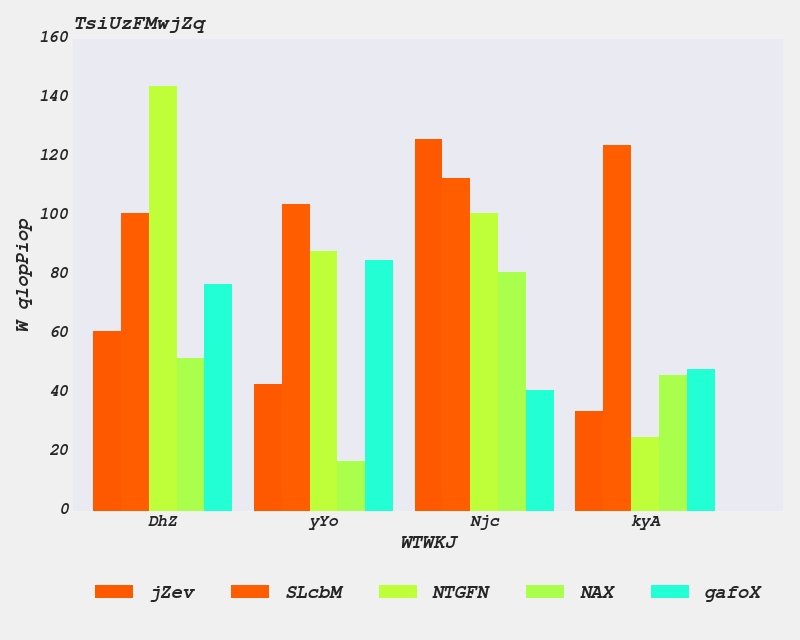 TsiUzFMwjZq
160
140
120
100
80
60
40
20
0
W qlopPiop
DhZ yYo Njc kyA
WTWKJ
jZev SLcbM NTGFN NAX gafoX